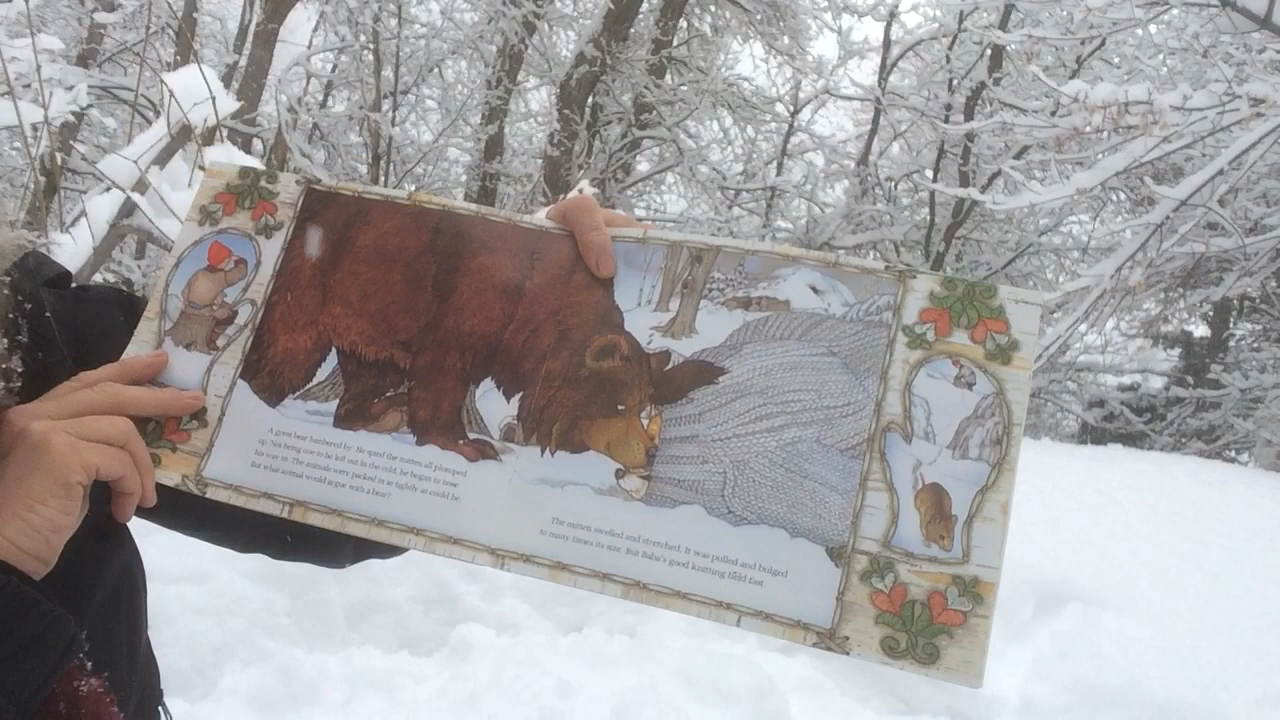 A great bear lumbered by. He spied the mitten all plumped
up. Not being one to be left out in the cold, he began to nose
his way in. The animals were packed in as tightly as could be.
But what animal would argue with a bear?
The mitten swelled and stretched. It was pulled and bulged
to many times its size. But Baba's good knitting held fast.